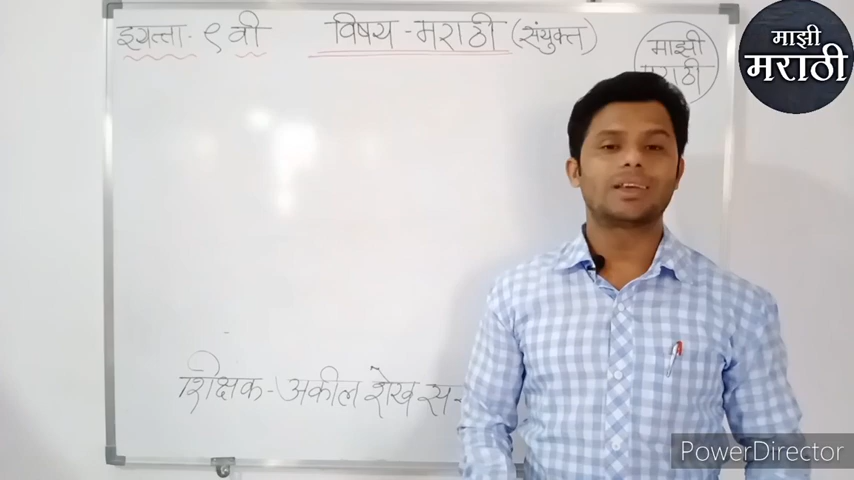 इयत्ता - ९ वी विषय - मराठी (संयुक्त)
माझी
मराठी
माझी
मराठी
शिक्षक - अकील शेख स
PowerDirector